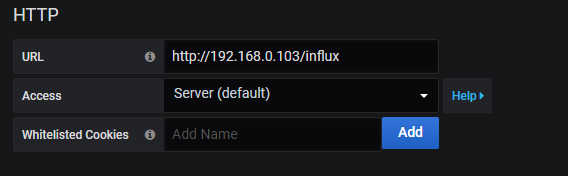 HTTP
URL http://192.168.0.103/influx
Access Server (default) Help
Whitelisted Cookies Add Name Add